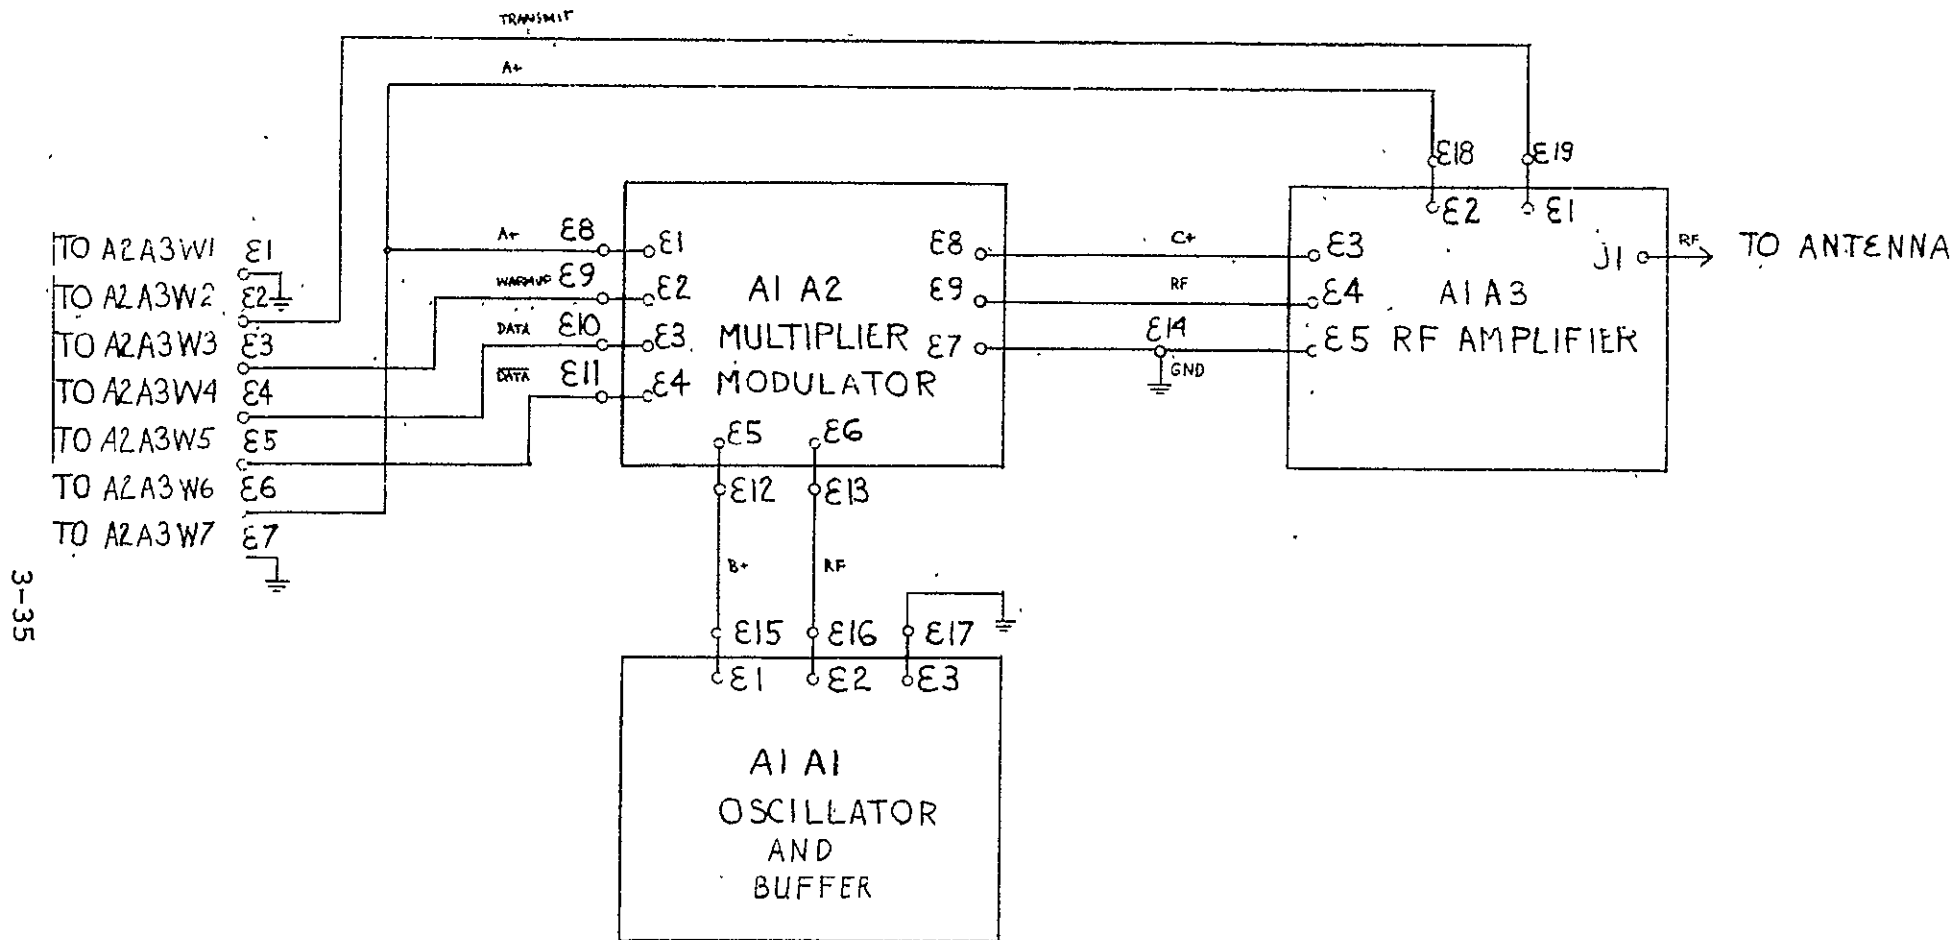 TRANSMIT
A+
E18
E19
E2
E1
TO A2A3W1 E1
TO A2A3W2 E2
TO A2A3W3 E3
TO A2A3W4 E4
TO A2A3W5 E5
TO A2A3W6 E6
TO A2A3W7 E7
A+ E8 E1
WARMUP E9 E2
DATA E10 E3
DATA E11 E4
A1 A2
MULTIPLIER
MODULATOR
E8
E9
E7
E5
E6
E12
E13
C+
RF
E14
GND
E3
E4
E5
A1 A3
RF AMPLIFIER
J1
RF
TO ANTENNA
B+
RF
E15
E16
E17
E1
E2
E3
A1 A1
OSCILLATOR
AND
BUFFER
3-35